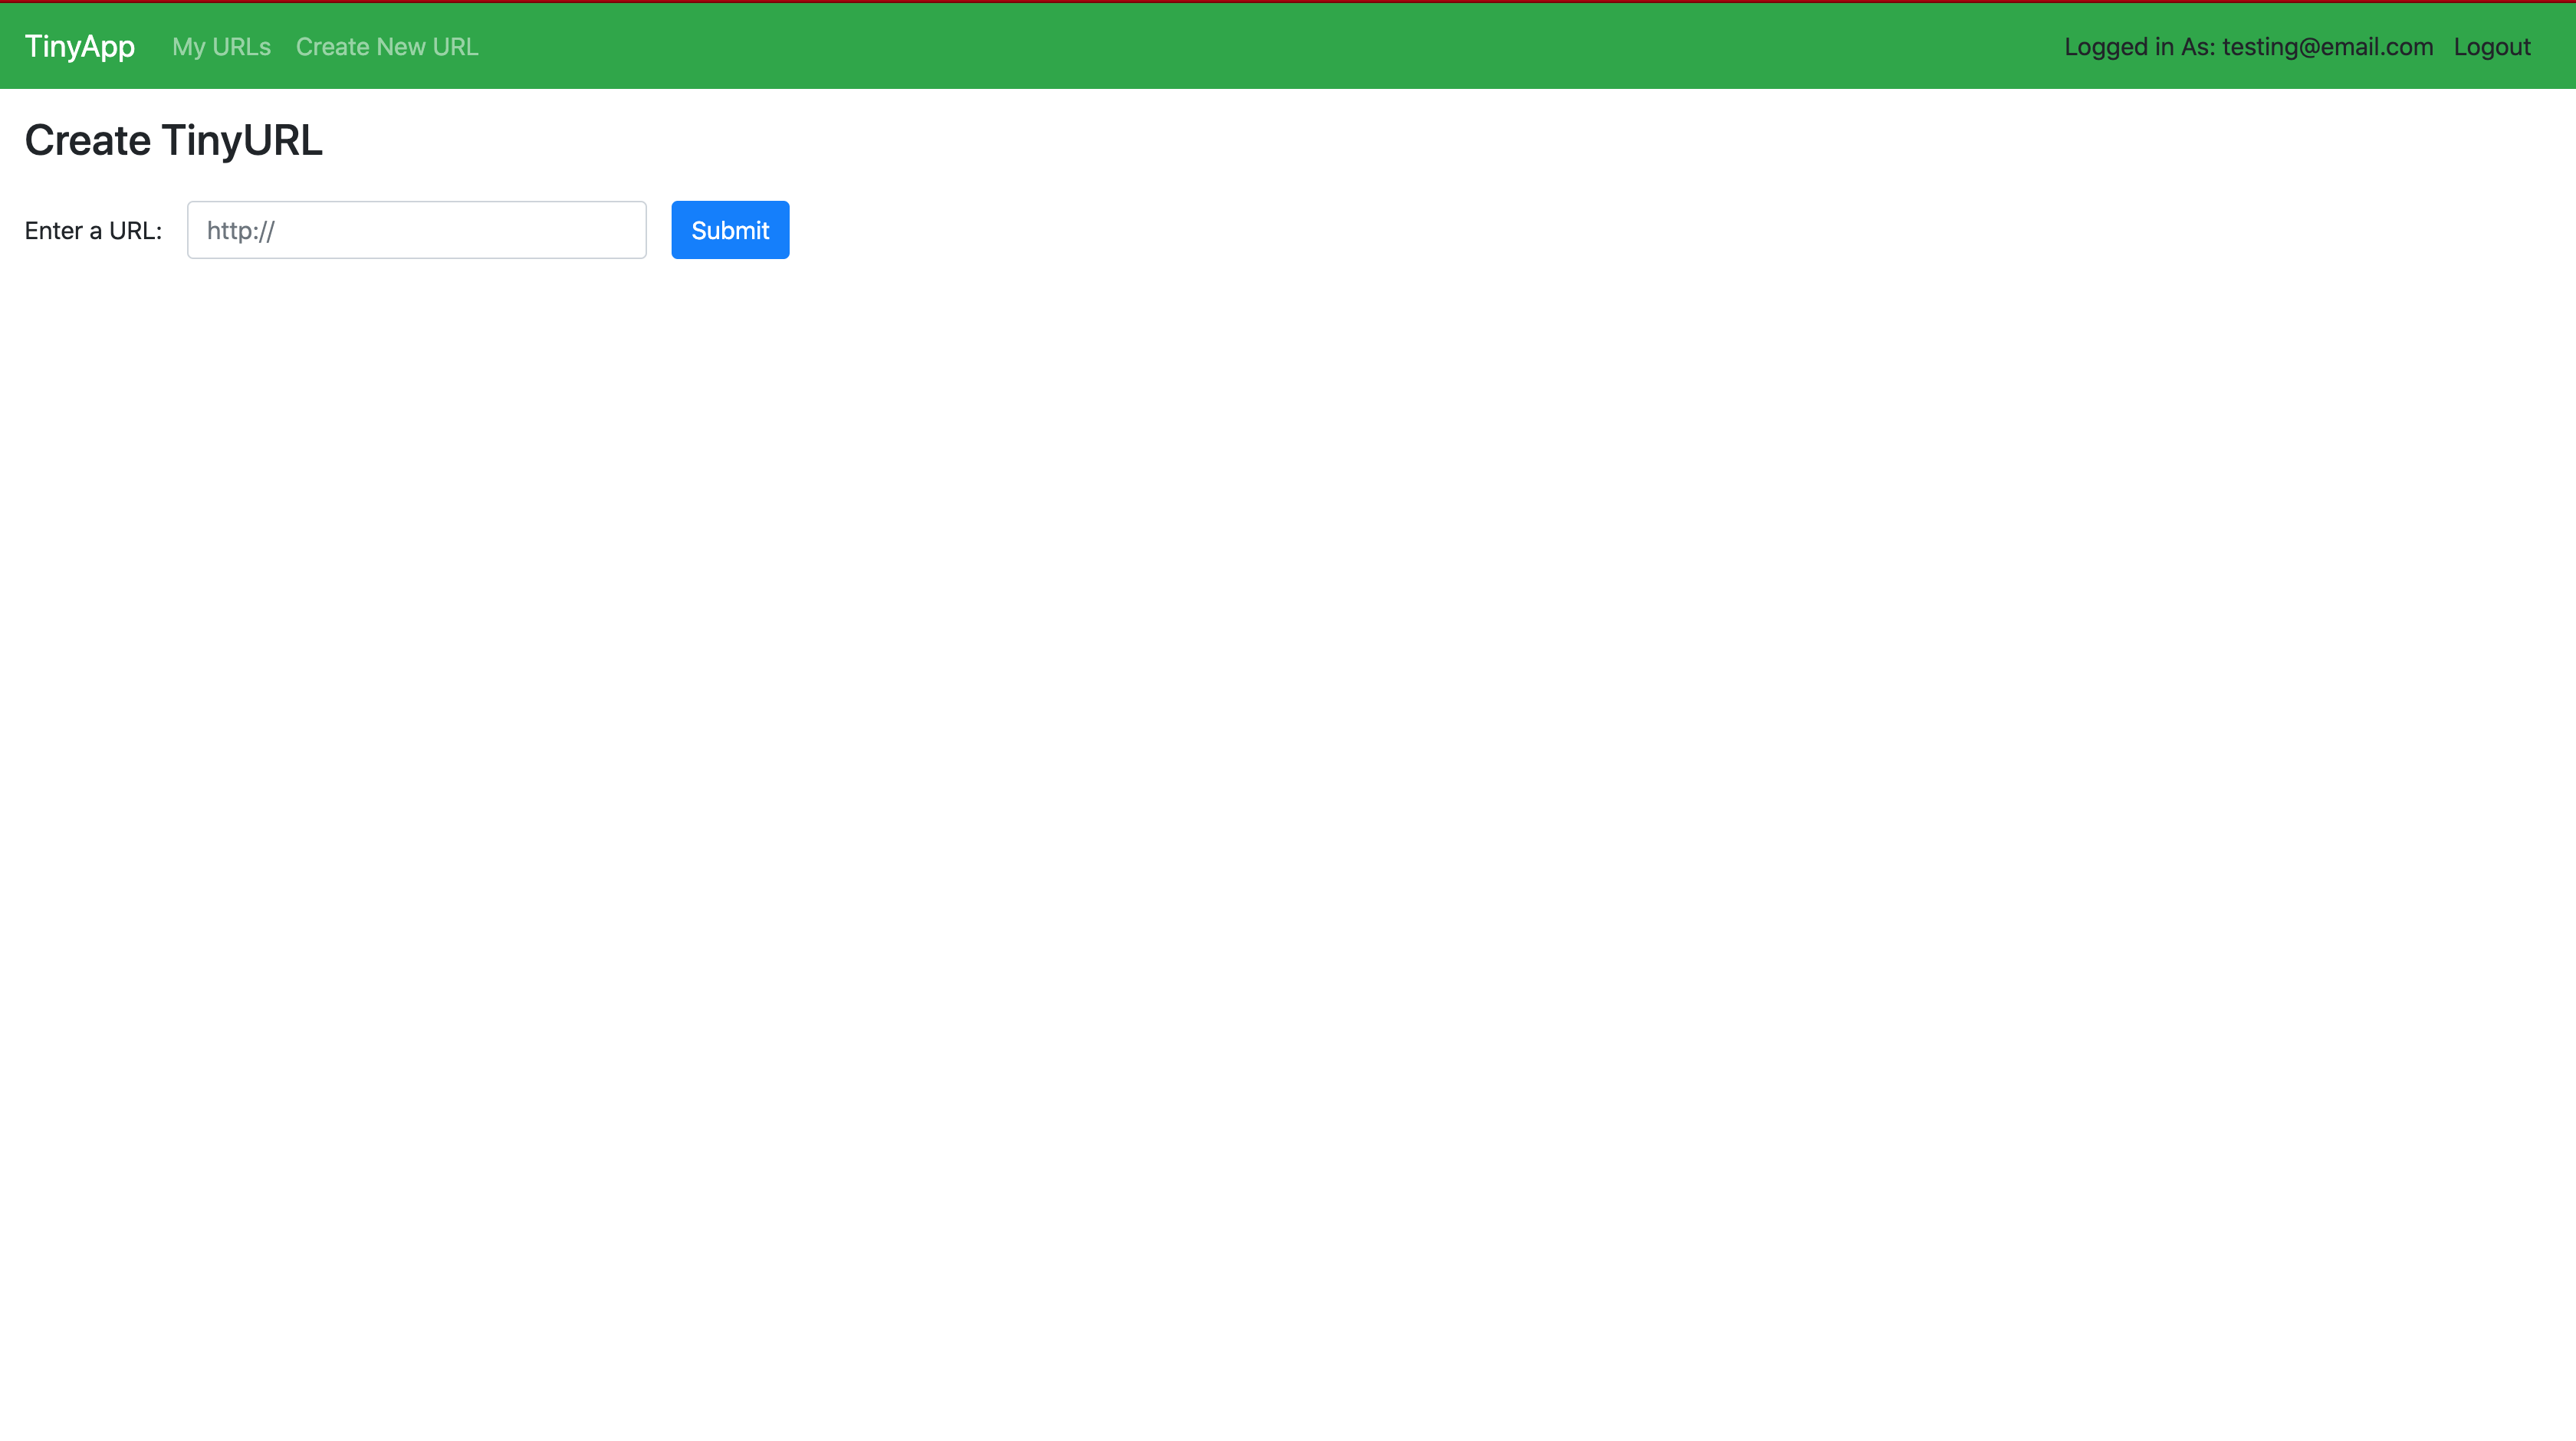 TinyApp My URLs Create New URL Logged in As: testing@email.com Logout
Create TinyURL
Enter a URL: http:// Submit